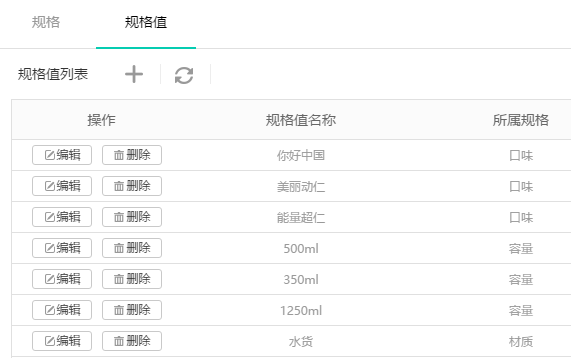 规格 规格值
规格值列表
操作 规格值名称 所属规格
编辑 删除 你好中国 口味
编辑 删除 美丽动仁 口味
编辑 删除 能量超仁 口味
编辑 删除 500ml 容量
编辑 删除 350ml 容量
编辑 删除 1250ml 容量
编辑 删除 水货 材质